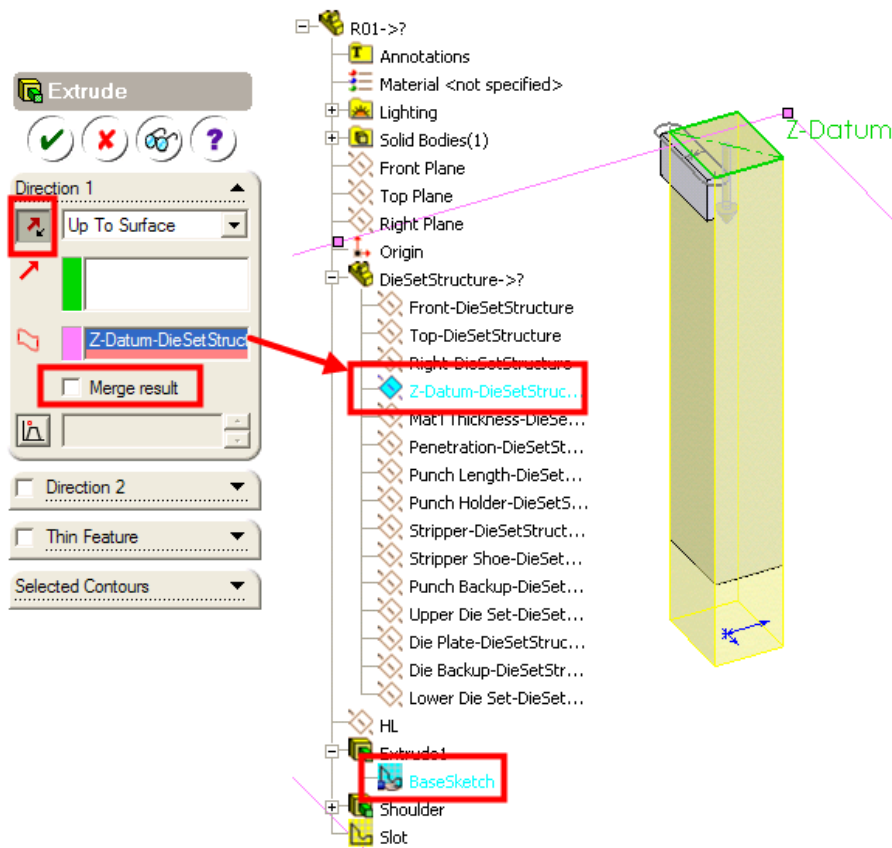 Extrude
?
Direction 1
Up To Surface
Z-Datum-DieSetStruc
Merge result
Direction 2
Thin Feature
Selected Contours
R01->?
Annotations
Material <not specified>
Lighting
Solid Bodies(1)
Front Plane
Top Plane
Right Plane
Origin
DieSetStructure->?
Front-DieSetStructure
Top-DieSetStructure
Right-DieSetStructure
Z-Datum-DieSetStruc...
Mat'l Thickness-DieSe...
Penetration-DieSetSt...
Punch Length-DieSet...
Punch Holder-DieSetS...
Stripper-DieSetStruct...
Stripper Shoe-DieSet...
Punch Backup-DieSet...
Upper Die Set-DieSet...
Die Plate-DieSetStruc...
Die Backup-DieSetStr...
Lower Die Set-DieSet...
HL
Extrude1
BaseSketch
Shoulder
Slot
Z-Datum